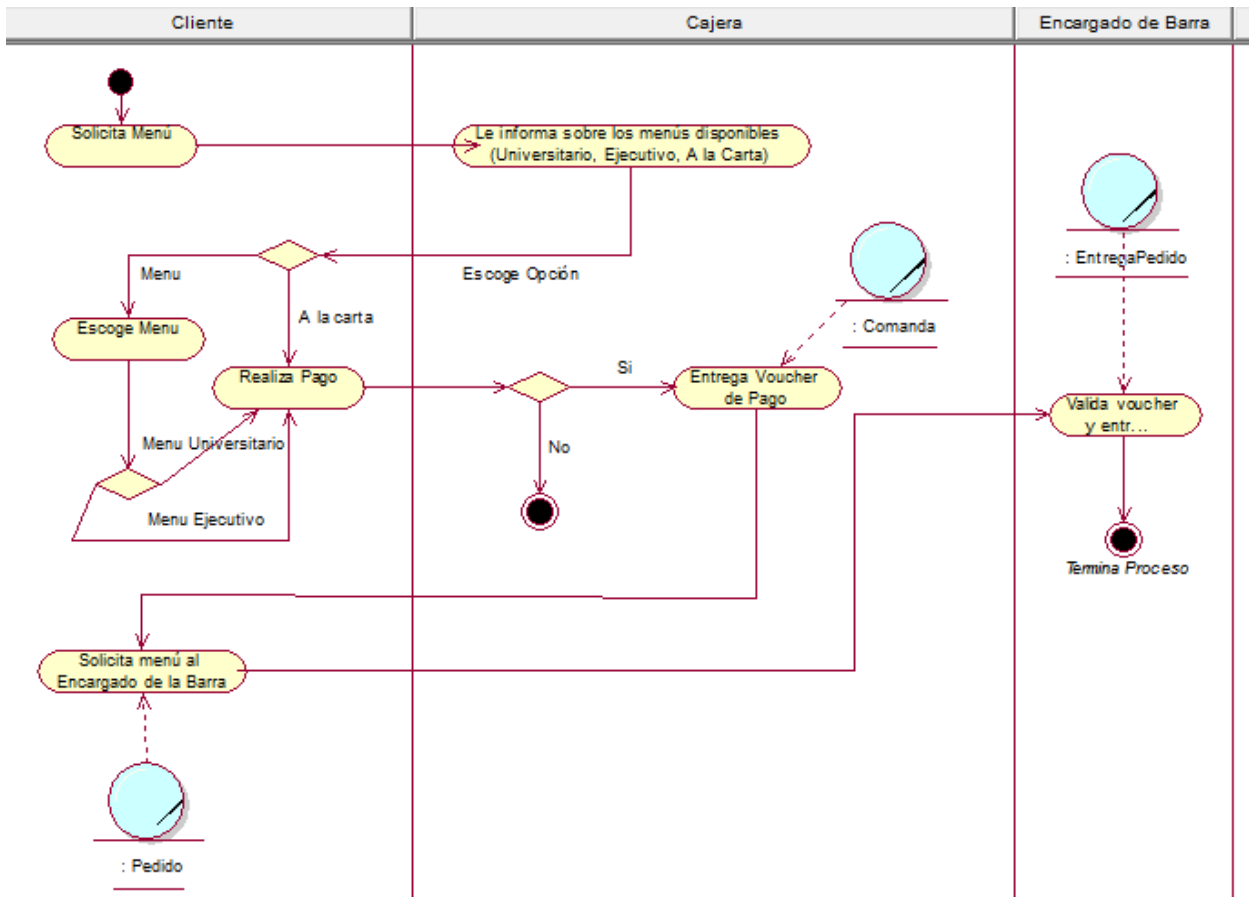 Cliente
Cajera
Encargado de Barra
Solicita Menú
Le informa sobre los menús disponibles
(Universitario, Ejecutivo, A la Carta)
: EntregaPedido
Menu
Escoge Opción
A la carta
Escoge Menu
: Comanda
Realiza Pago
Si
Entrega Voucher
de Pago
Valida voucher
y entr...
Menu Universitario
No
Menu Ejecutivo
Termina Proceso
Solicita menú al
Encargado de la Barra
: Pedido